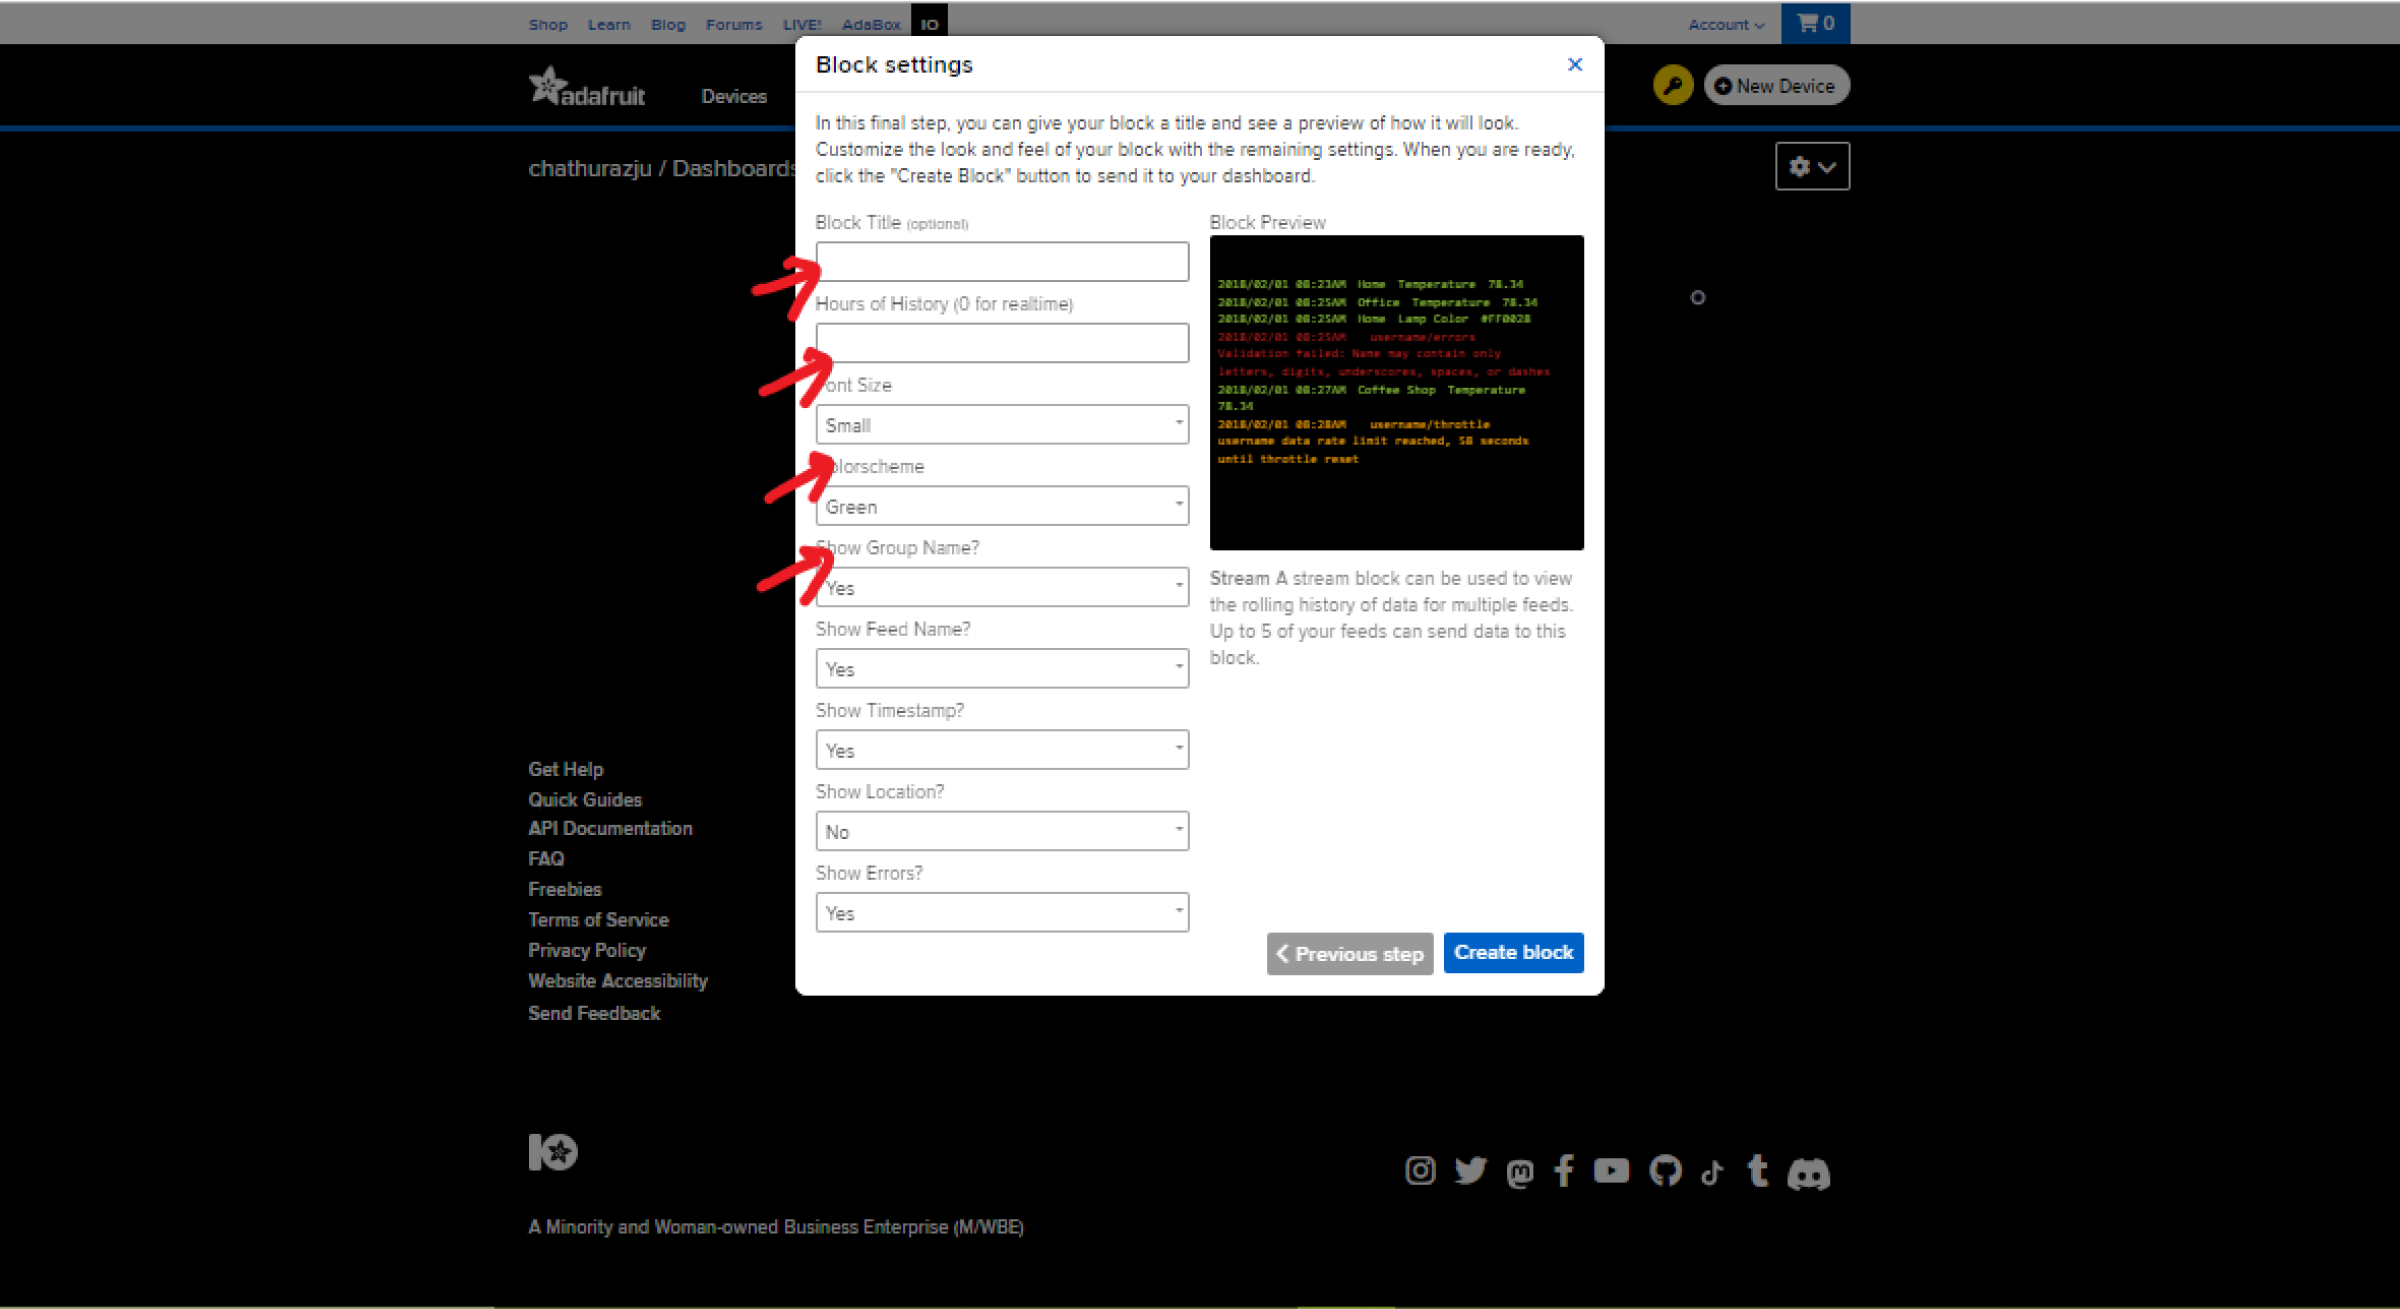 Shop Learn Blog Forums LIVE! AdaBox IO Account 0
adafruit Devices New Device
chathurazju / Dashboards
Block settings
In this final step, you can give your block a title and see a preview of how it will look.
Customize the look and feel of your block with the remaining settings. When you are ready,
click the "Create Block" button to send it to your dashboard.
Block Title (optional)
Hours of History (0 for realtime)
ont Size
Small
olorscheme
Green
Show Group Name?
Yes
Show Feed Name?
Yes
Show Timestamp?
Yes
Show Location?
No
Show Errors?
Yes
Block Preview
2018/02/01 08:23AM Home Temperature 78.34
2018/02/01 08:25AM Office Temperature 78.34
2018/02/01 08:25AM Home Lamp Color #FF0028
2018/02/01 08:25AM username/errors
Validation failed: Name may contain only
letters, digits, underscores, spaces, or dashes
2018/02/01 08:27AM Coffee Shop Temperature
78.34
2018/02/01 08:28AM username/throttle
username data rate limit reached, 58 seconds
until throttle reset
Stream A stream block can be used to view
the rolling history of data for multiple feeds.
Up to 5 of your feeds can send data to this
block.
Previous step Create block
Get Help
Quick Guides
API Documentation
FAQ
Freebies
Terms of Service
Privacy Policy
Website Accessibility
Send Feedback
IO
A Minority and Woman-owned Business Enterprise (M/WBE)